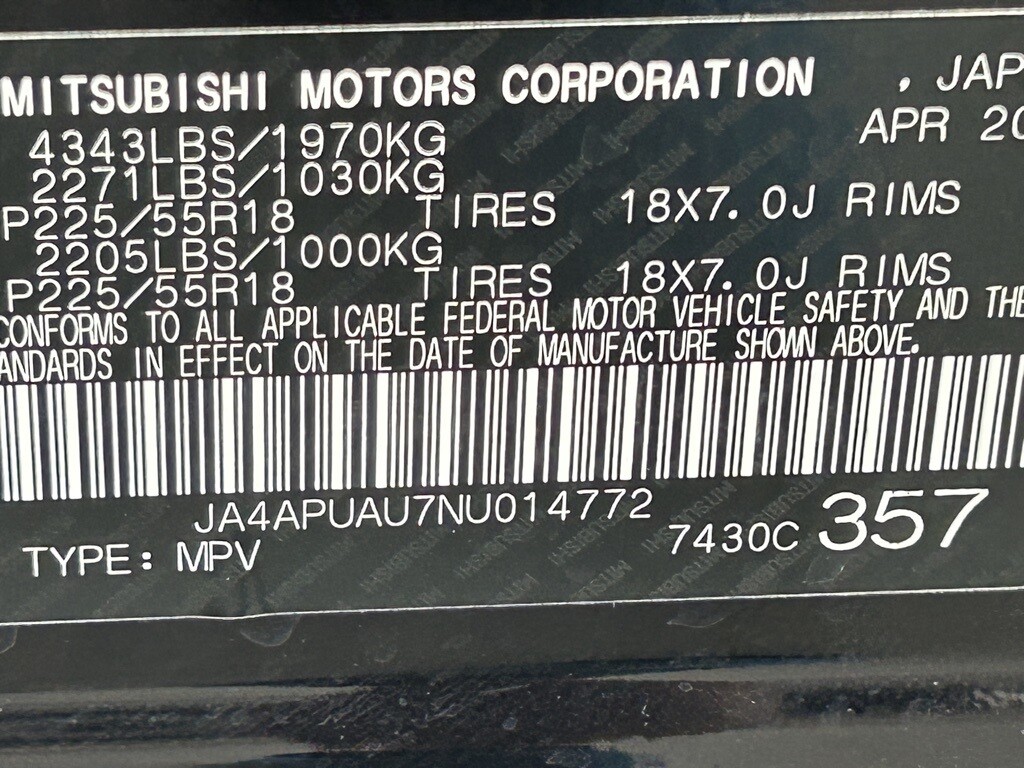 MITSUBISHI MOTORS CORPORATION , JAP
4343LBS/1970KG APR 20
2271LBS/1030KG
P225/55R18 TIRES 18X7.0J RIMS
2205LBS/1000KG
P225/55R18 TIRES 18X7.0J RIMS
CONFORMS TO ALL APPLICABLE FEDERAL MOTOR VEHICLE SAFETY AND THE
ANDARDS IN EFFECT ON THE DATE OF MANUFACTURE SHOWN ABOVE.
JA4APUAU7NU014772
TYPE: MPV 7430C 357